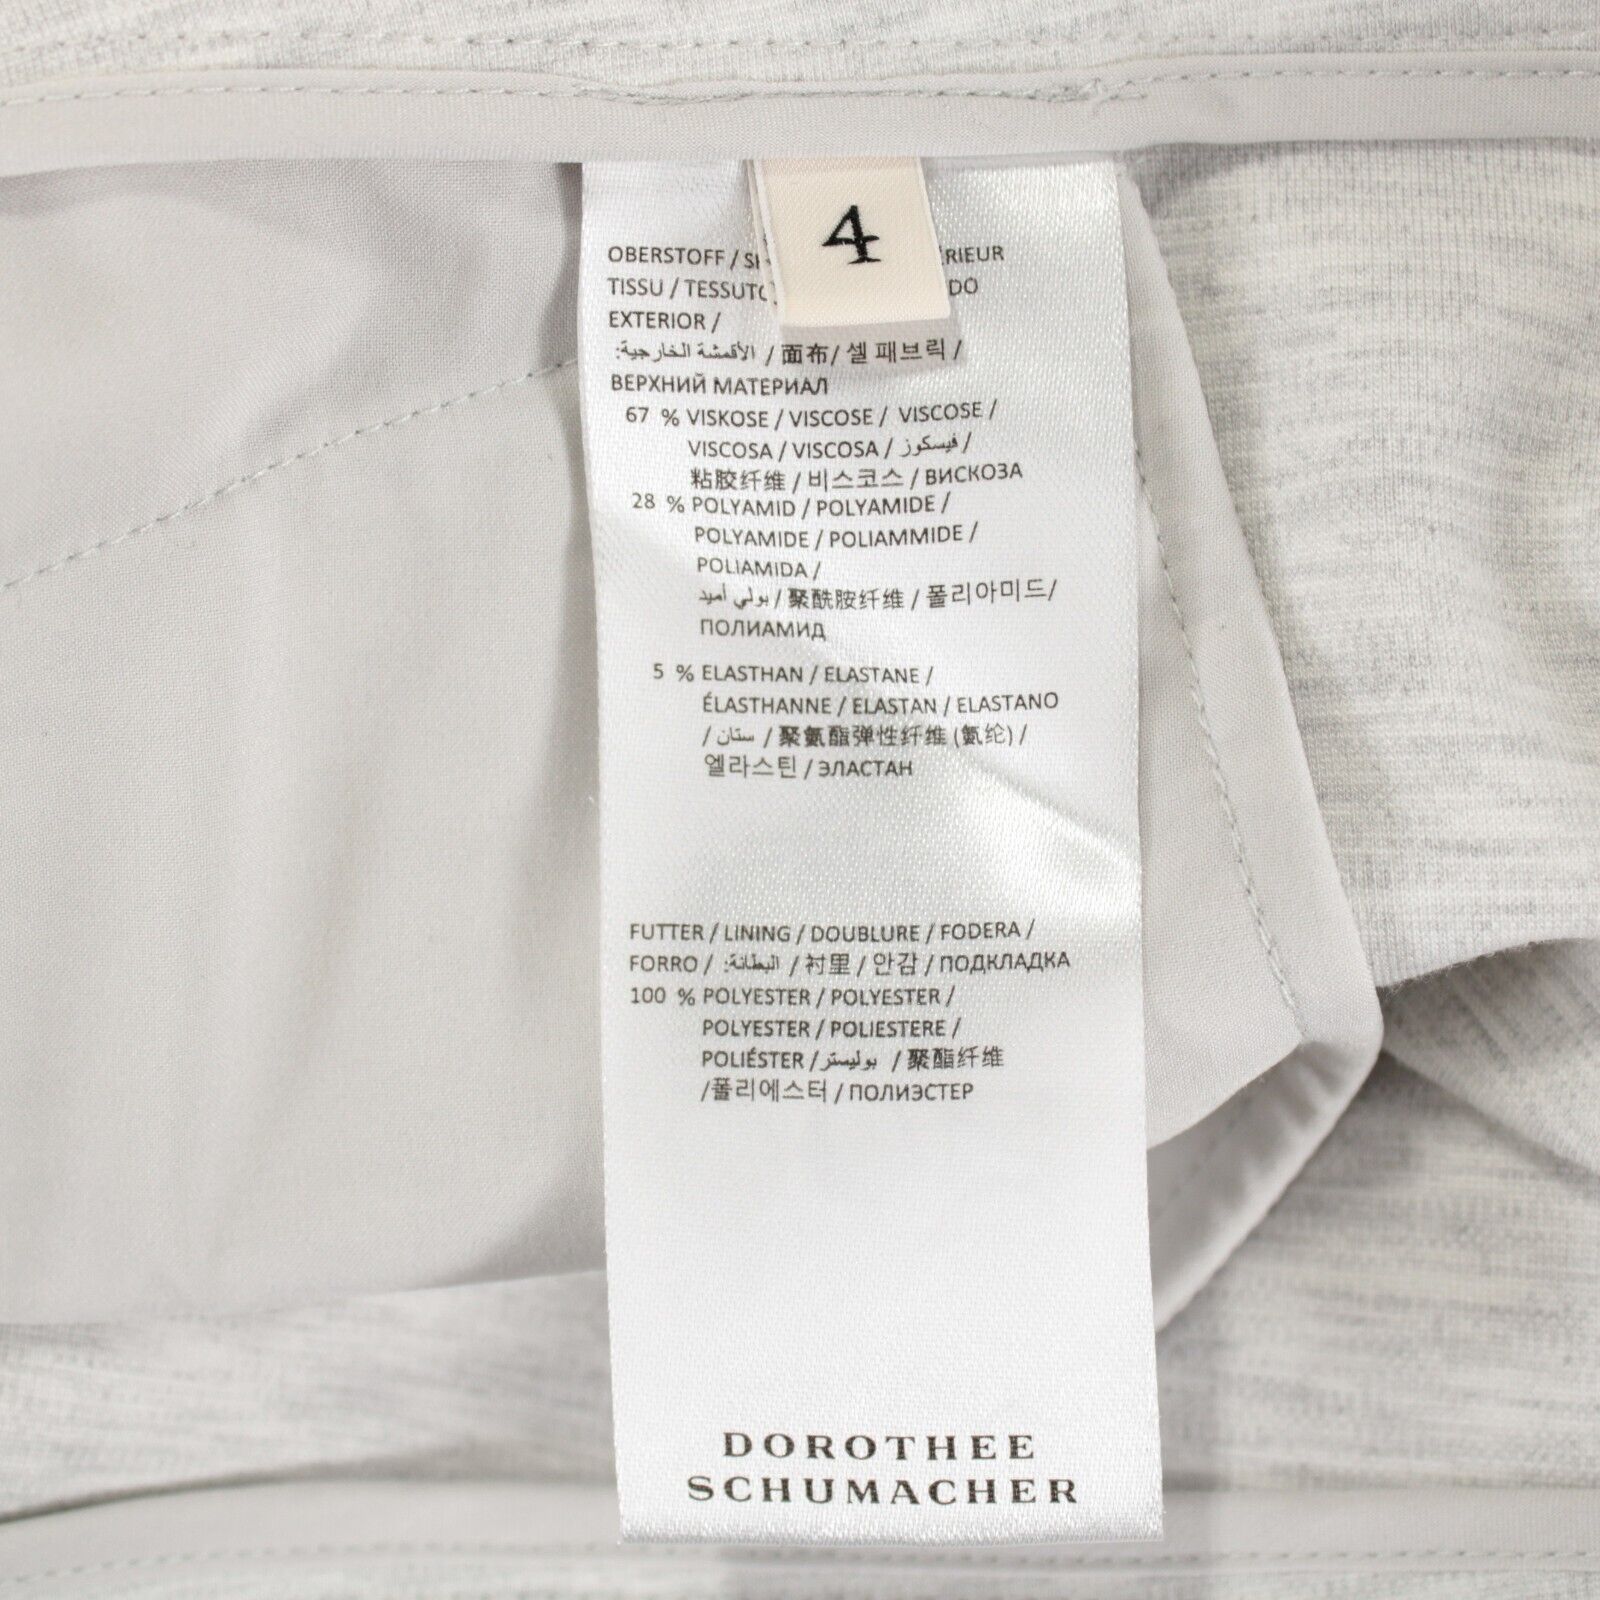 4
OBERSTOFF / RIEUR
TISSU / DO
EXTERIOR /
الأقمشة الخارجية: / 面布/ 셀 패브릭 /
ВЕРХНИЙ МАТЕРИАЛ
67 % VISKOSE / VISCOSE / VISCOSE /
VISCOSA / VISCOSA / فيسكوز /
粘胶纤维 / 비스코스 / ВИСКОЗА
28 % POLYAMID / POLYAMIDE /
POLYAMIDE / POLIAMMIDE /
POLIAMIDA /
بولي أميد / 聚酰胺纤维 / 폴리아미드/
ПОЛИАМИД
5 % ELASTHAN / ELASTANE /
ÉLASTHANNE / ELASTAN / ELASTANO
/ ستان / 聚氨酯弹性纤维 (氨纶) /
엘라스틴 / ЭЛАСТАН
FUTTER / LINING / DOUBLURE / FODERA /
FORRO / البطانة: / 衬里 / 안감 / ПОДКЛАДКА
100 % POLYESTER / POLYESTER /
POLYESTER / POLIESTERE /
POLIÉSTER / بوليستر / 聚酯纤维
/폴리에스터 / ПОЛИЭСТЕР
DOROTHEE
SCHUMACHER